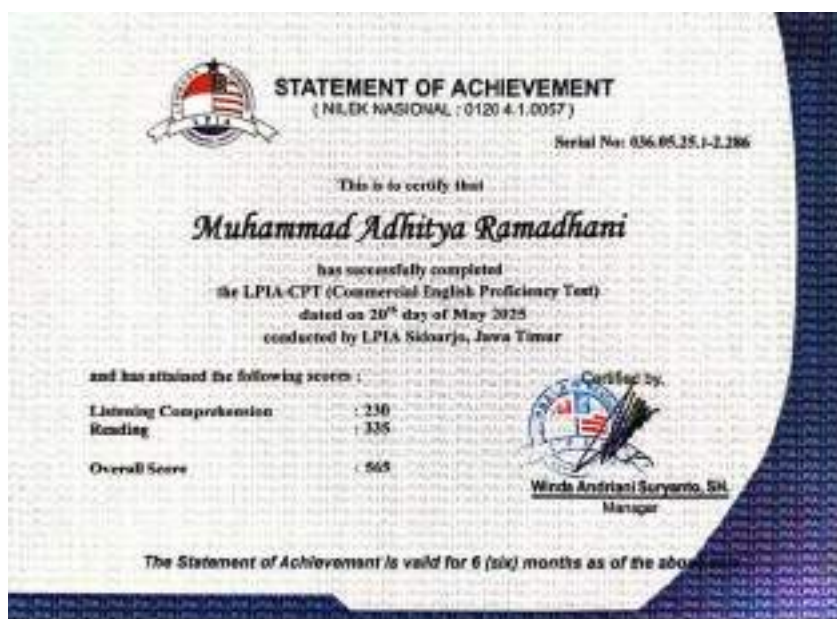 STATEMENT OF ACHIEVEMENT
( NILEK NASIONAL : 0120 4.1.0057 )
Serial No: 036.05.25.1-2.286
This is to certify that
Muhammad Adhitya Ramadhani
has successfully completed
the LPIA-CPT (Commercial English Proficiency Test)
dated on 20th day of May 2025
conducted by LPIA Sidoarjo, Jawa Timur
and has attained the following scores :
Certified by,
Listening Comprehension : 230
Reading : 335
Overall Score : 565
Winda Andriani Suryanto, SH.
Manager
The Statement of Achievement is valid for 6 (six) months as of the
LPIA